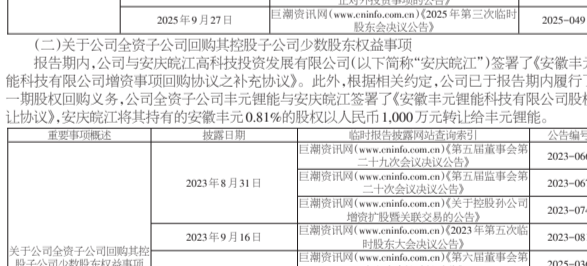 正对外投资事项的公告》
2025年9月27日 巨潮资讯网(www.cninfo.com.cn)《2025年第三次临时 2025-049
股东会决议公告》
(二)关于公司全资子公司回购其控股子公司少数股东权益事项
报告期内,公司与安庆皖江高科技投资发展有限公司(以下简称“安庆皖江”)签署了《安徽丰元
能科技有限公司增资事项回购协议之补充协议》。此外,根据相关约定,公司已于报告期内履行了
一期股权回购义务,公司全资子公司丰元锂能与安庆皖江签署了《安徽丰元锂能科技有限公司股权
让协议》,安庆皖江将其持有的安徽丰元0.81%的股权以人民币1,000万元转让给丰元锂能。
重要事项概述 披露日期 临时报告披露网站查询索引 公告编号
巨潮资讯网(www.cninfo.com.cn)《第五届董事会第 2023-06
二十九次会议决议公告》
2023年8月31日 巨潮资讯网(www.cninfo.com.cn)《第五届监事会第 2023-06
二十次会议决议公告》
巨潮资讯网(www.cninfo.com.cn)《关于控股孙公司 2023-07
增资扩股暨关联交易的公告》
2023年9月16日 巨潮资讯网(www.cninfo.com.cn)《2023年第五次临 2023-08
时股东大会决议公告》
关于公司全资子公司回购其控 巨潮资讯网(www.cninfo.com.cn)《第六届董事会第
股子公司少数股东权益事项 2025-03